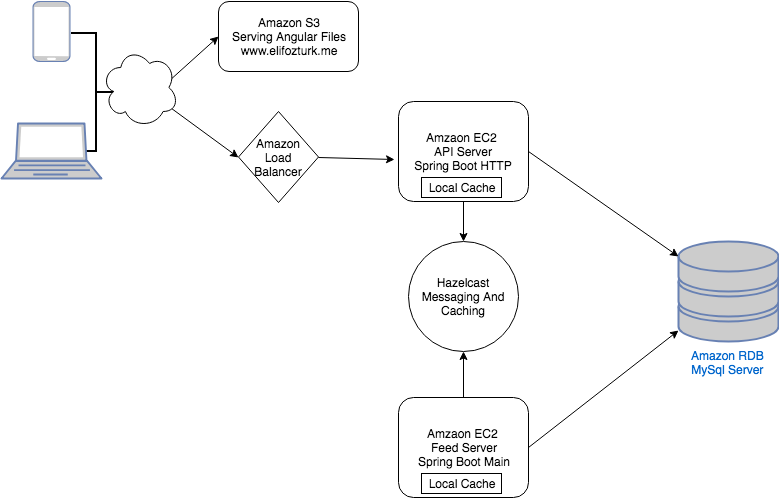 Amazon S3
Serving Angular Files
www.elifozturk.me
Amazon
Load
Balancer
Amzaon EC2
API Server
Spring Boot HTTP
Local Cache
Hazelcast
Messaging And
Caching
Amazon RDB
MySql Server
Amzaon EC2
Feed Server
Spring Boot Main
Local Cache